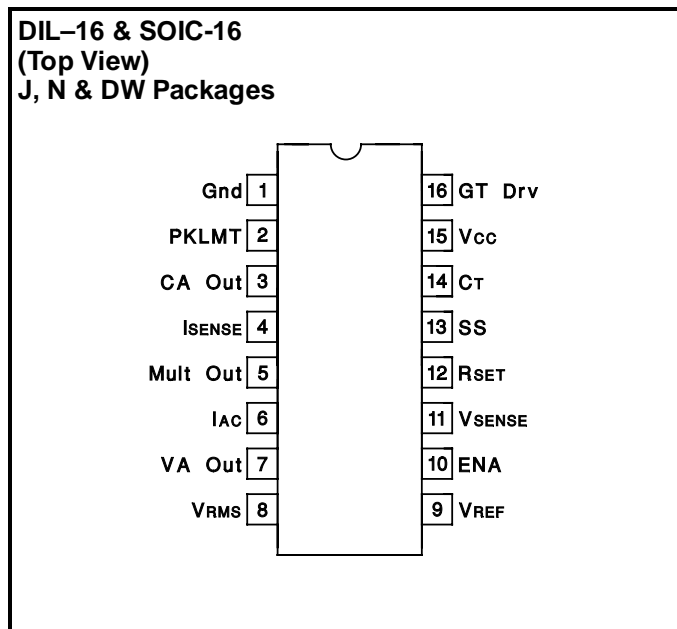 DIL–16 & SOIC-16
(Top View)
J, N & DW Packages
Gnd 1
16 GT Drv
PKLMT 2
15 VCC
CA Out 3
14 CT
ISENSE 4
13 SS
Mult Out 5
12 RSET
IAC 6
11 VSENSE
VA Out 7
10 ENA
VRMS 8
9 VREF